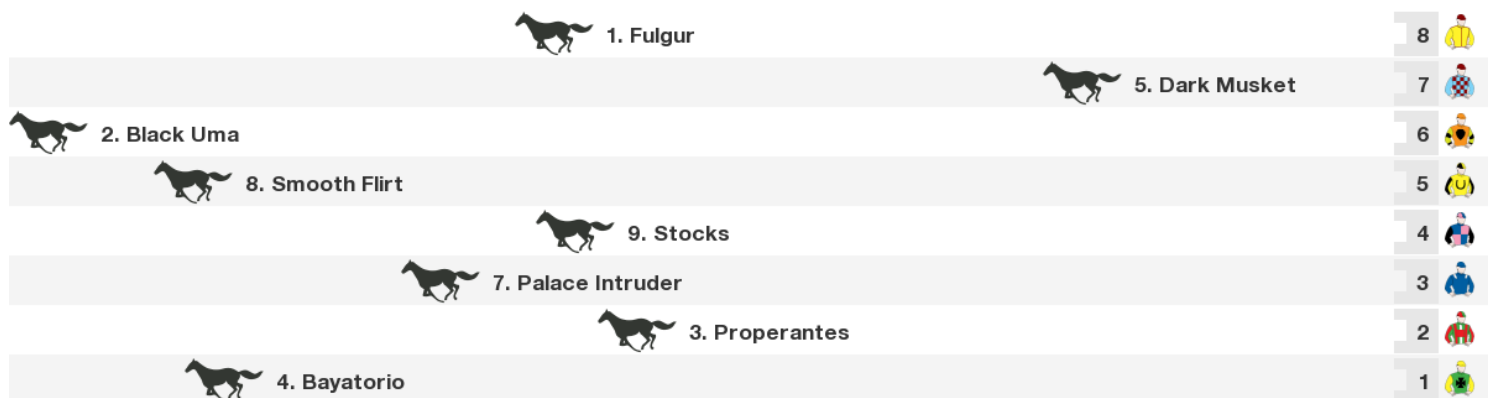 1. Fulgur 8
5. Dark Musket 7
2. Black Uma 6
8. Smooth Flirt 5
9. Stocks 4
7. Palace Intruder 3
3. Properantes 2
4. Bayatorio 1